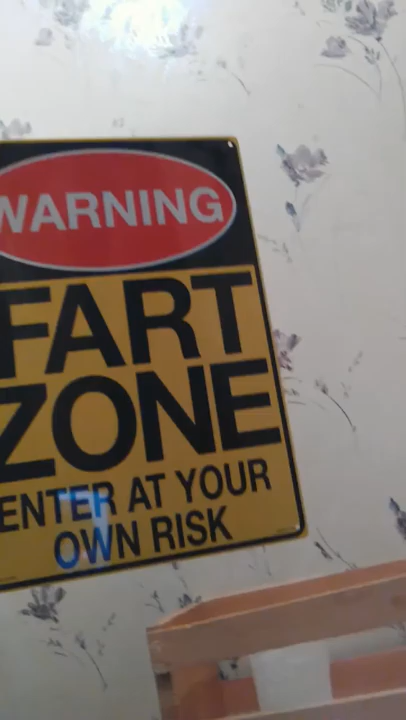 WARNING
FART
ZONE
ENTER AT YOUR
OWN RISK